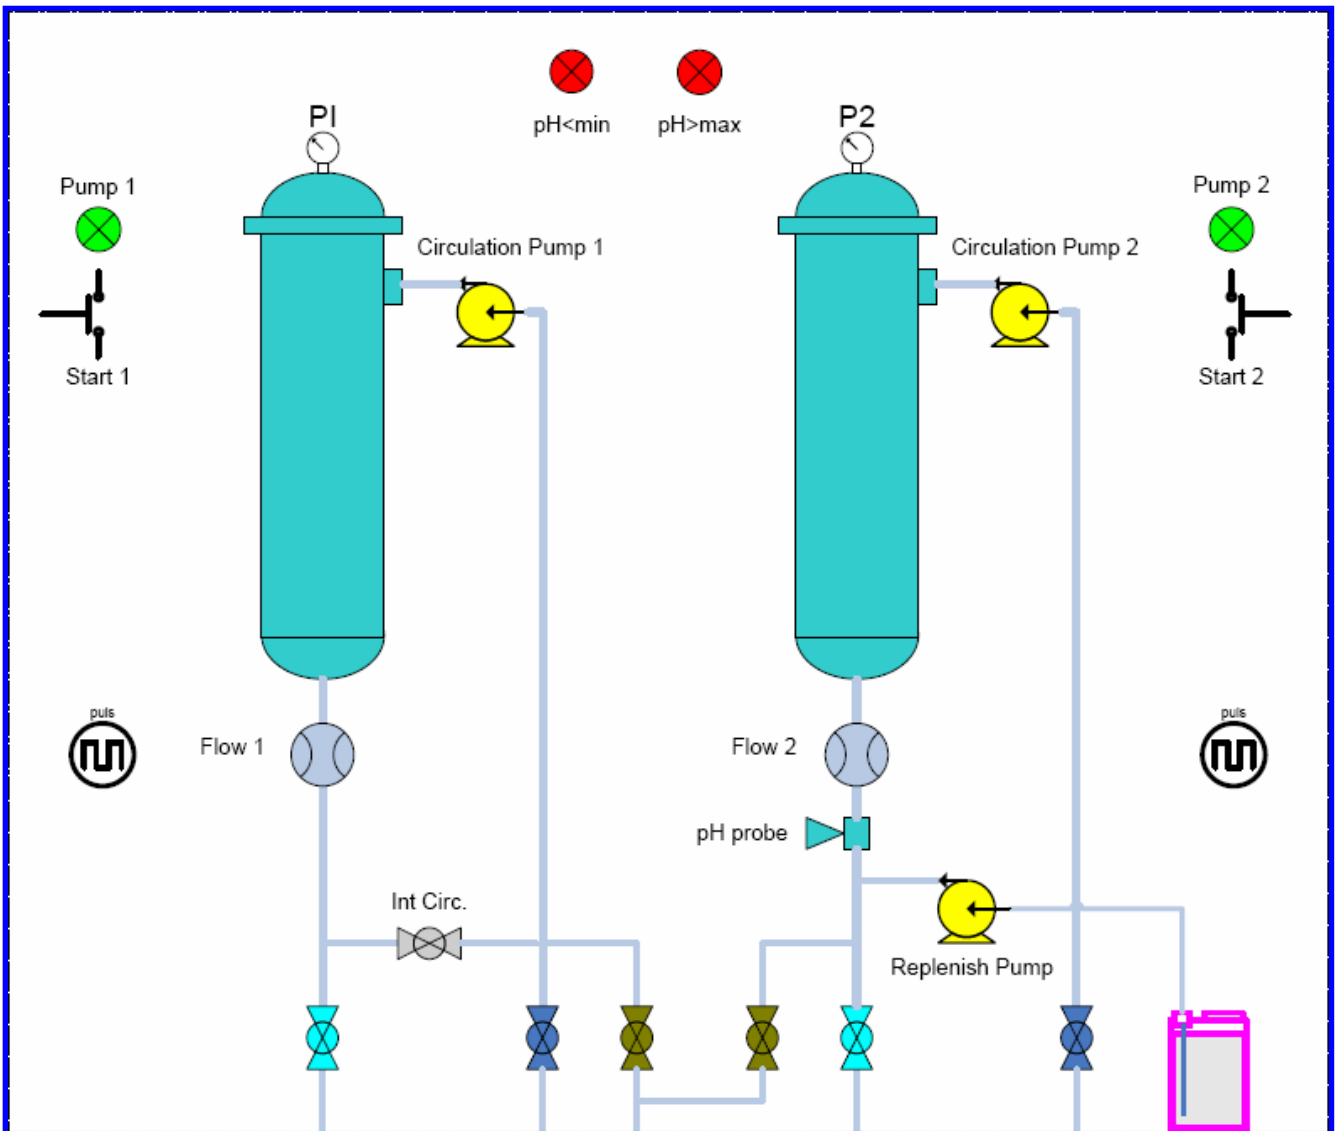 pH<min
pH>max
PI
P2
Pump 1
Pump 2
Circulation Pump 1
Circulation Pump 2
Start 1
Start 2
puls
puls
Flow 1
Flow 2
pH probe
Int Circ.
Replenish Pump